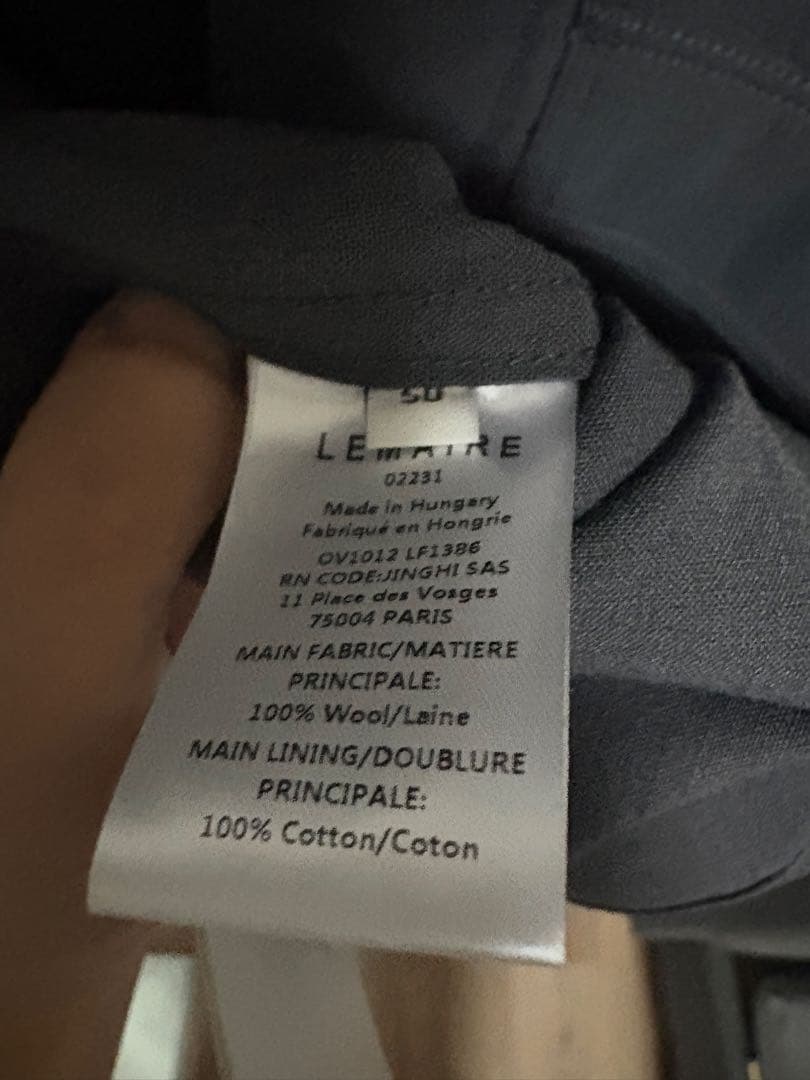 50
LEMAIRE
02231
Made in Hungary
Fabriqué en Hongrie
OV1012 LF1386
RN CODE:JINGHI SAS
11 Place des Vosges
75004 PARIS
MAIN FABRIC/MATIERE
PRINCIPALE:
100% Wool/Laine
MAIN LINING/DOUBLURE
PRINCIPALE:
100% Cotton/Coton